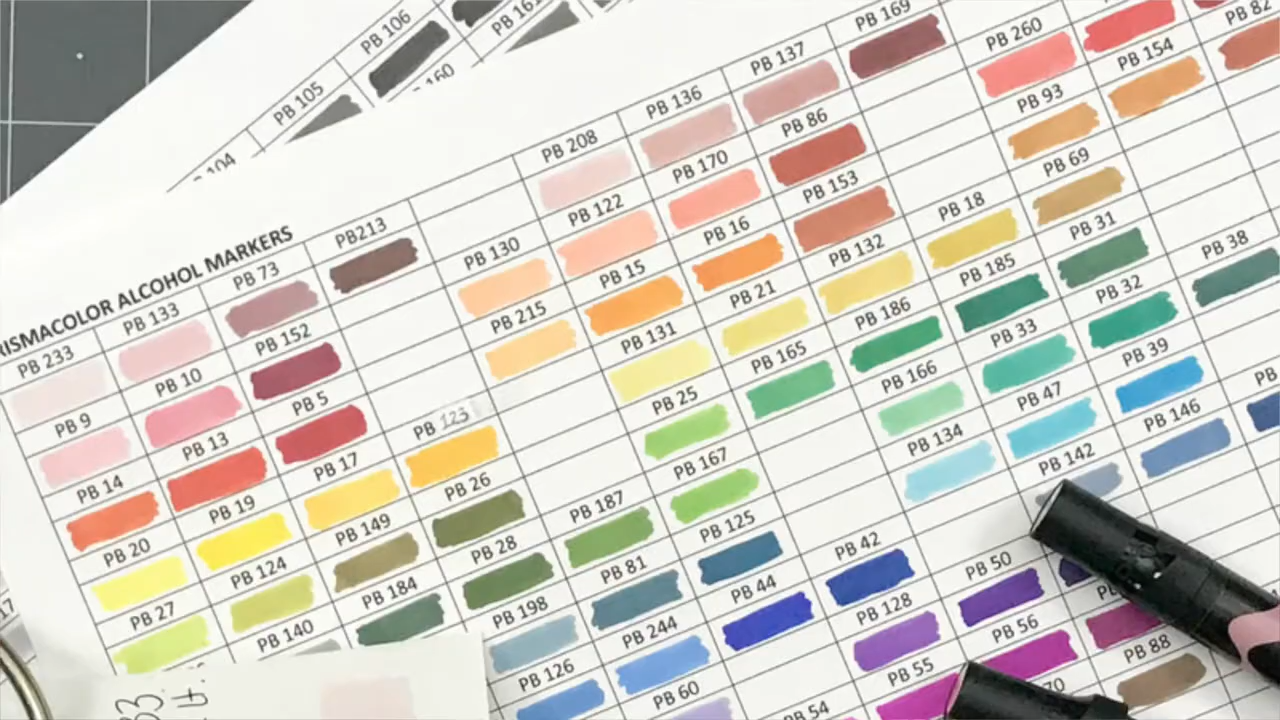 PB 106
PB 105
PRISMACOLOR ALCOHOL MARKERS
PB 233
PB 133
PB 73
PB213
PB 208
PB 136
PB 137
PB 169
PB 260
PB 9
PB 10
PB 152
PB 130
PB 122
PB 170
PB 86
PB 93
PB 154
PB 14
PB 13
PB 5
PB 215
PB 15
PB 16
PB 153
PB 69
PB 20
PB 19
PB 17
PB 123
PB 131
PB 21
PB 132
PB 18
PB 27
PB 124
PB 149
PB 26
PB 25
PB 165
PB 186
PB 185
PB 31
PB 140
PB 184
PB 28
PB 187
PB 167
PB 166
PB 33
PB 32
PB 38
PB 198
PB 81
PB 125
PB 134
PB 47
PB 39
PB 126
PB 244
PB 44
PB 42
PB 142
PB 146
PB 60
PB 128
PB 50
PB 55
PB 56
PB 88